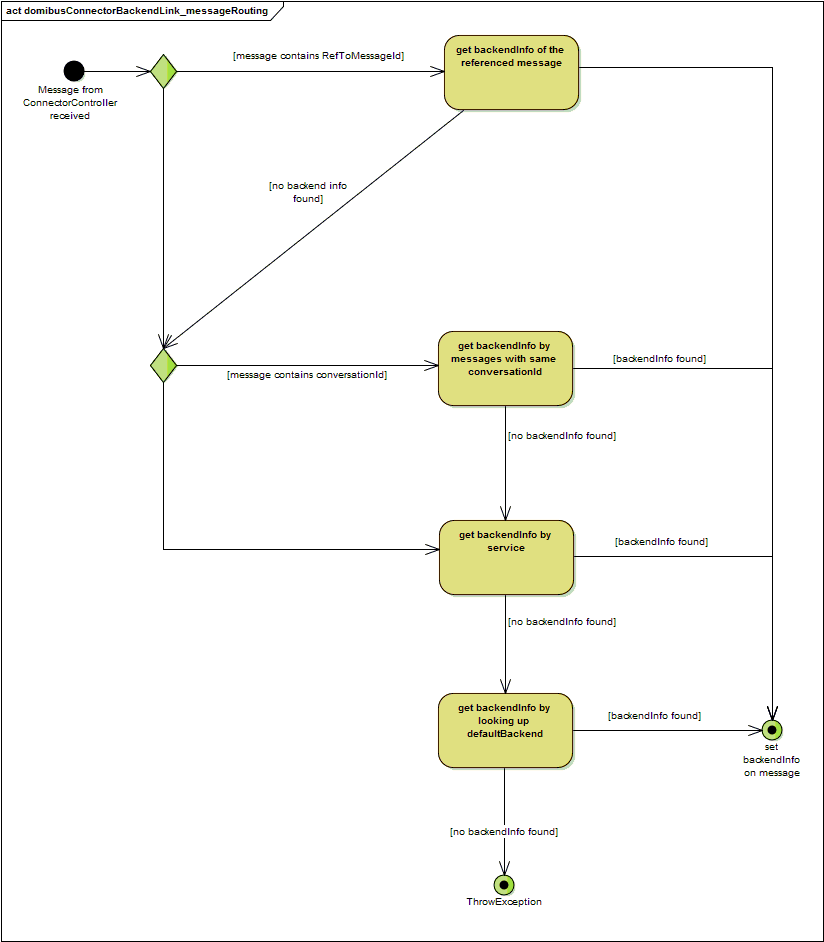 act domibusConnectorBackendLink_messageRouting
[message contains RefToMessageId]
get backendInfo of the
referenced message
Message from
ConnectorController
received
[no backend info
found]
get backendInfo by
messages with same
conversationId
[backendInfo found]
[message contains conversationId]
[no backendInfo found]
get backendInfo by
service
[backendInfo found]
[no backendInfo found]
get backendInfo by
looking up
defaultBackend
[backendInfo found]
set
backendInfo
on message
[no backendInfo found]
ThrowException